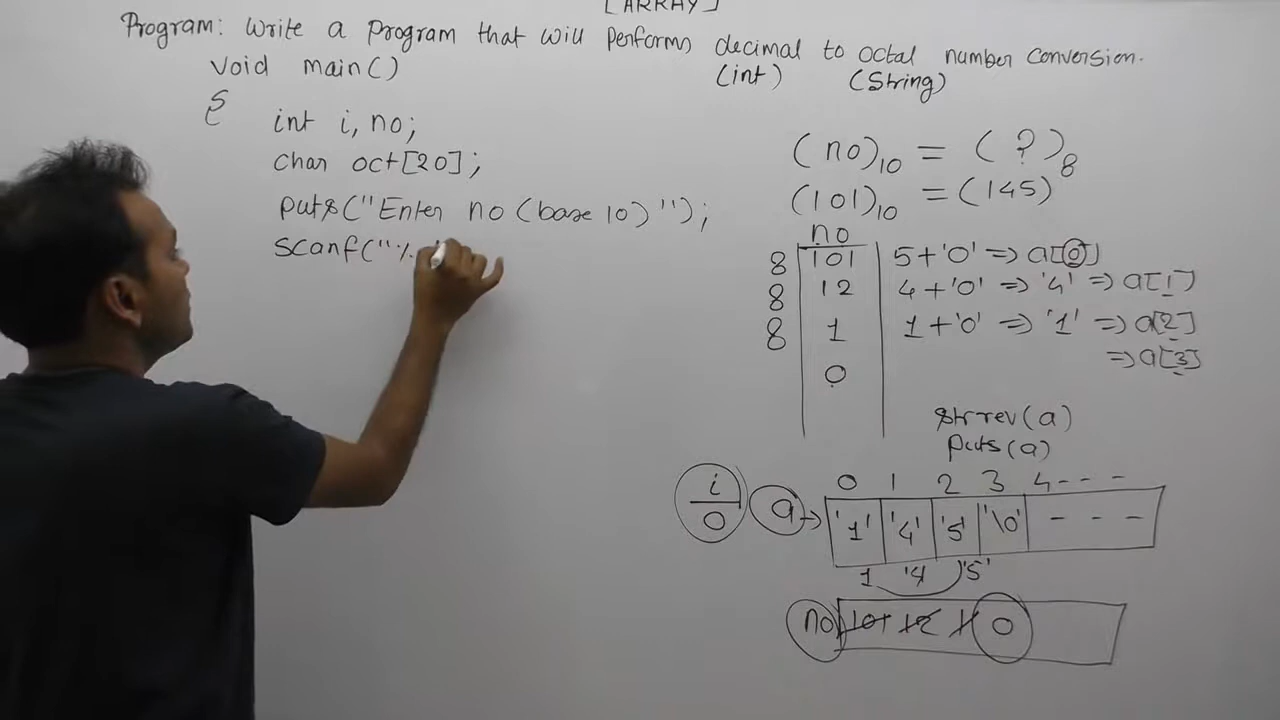 [ARRAY]
Program: Write a program that will performs decimal to octal number conversion.
(int) (String)
void main()
{
int i, no;
char oct[20];
puts("Enter no (base 10)");
scanf("%
(no)10 = (?)8
(101)10 = (145)8
no
8 101 5+'0' => a[0]
8 12 4+'0' => '4' => a[1]
8 1 1+'0' => '1' => a[2]
0 => a[3]
strrev(a)
puts(a)
0 1 2 3 4 - - -
i
0
a → '1' '4' '5' '\0' - - -
1 '4' '5'
no 101 12 1 0